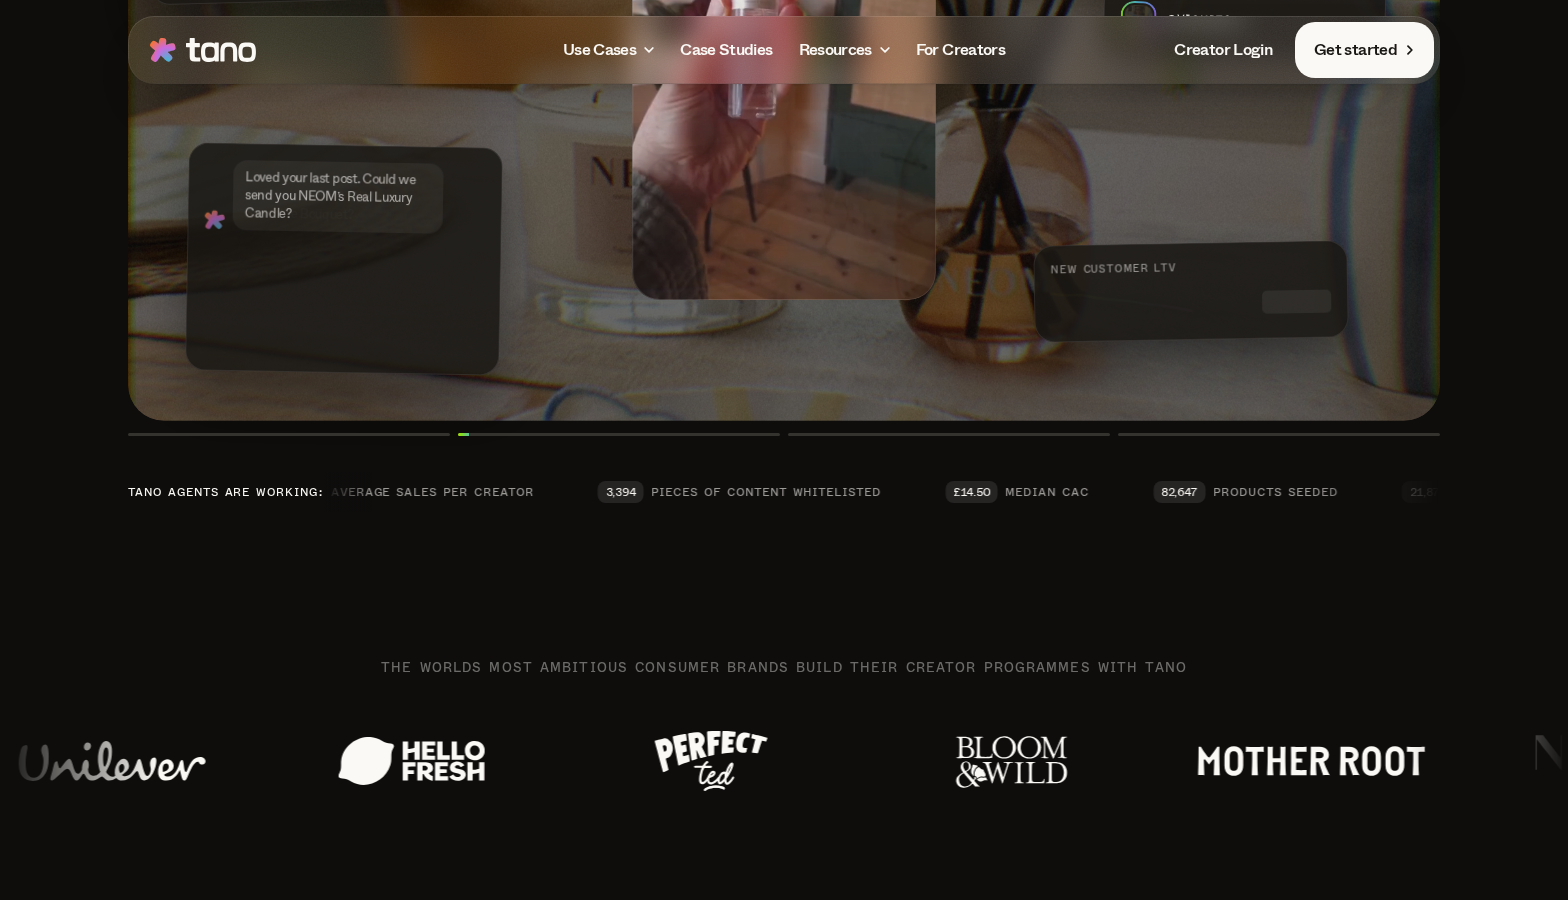 tano
Use Cases
Case Studies
Resources
For Creators
Creator Login
Get started
Loved your last post. Could we
send you NEOM's Real Luxury
Candle?
NEW CUSTOMER LTV
TANO AGENTS ARE WORKING:
AVERAGE SALES PER CREATOR
3,394 PIECES OF CONTENT WHITELISTED
£14.50 MEDIAN CAC
82,647 PRODUCTS SEEDED
THE WORLDS MOST AMBITIOUS CONSUMER BRANDS BUILD THEIR CREATOR PROGRAMMES WITH TANO
Unilever
HELLO
FRESH
PERFECT
ted
BLOOM
&WILD
MOTHER ROOT